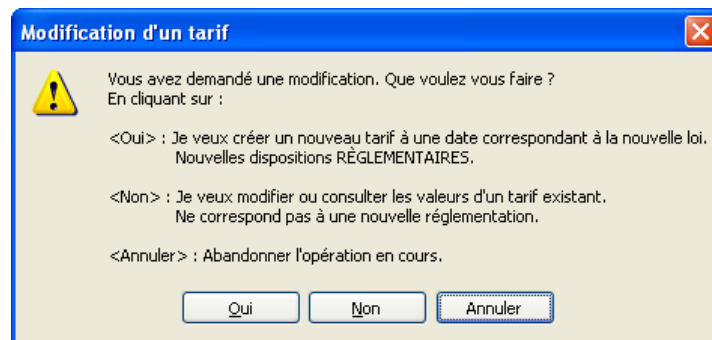 Modification d'un tarif
Vous avez demandé une modification. Que voulez vous faire ?
En cliquant sur :
<Oui> : Je veux créer un nouveau tarif à une date correspondant à la nouvelle loi.
Nouvelles dispositions RÈGLEMENTAIRES.
<Non> : Je veux modifier ou consulter les valeurs d'un tarif existant.
Ne correspond pas à une nouvelle réglementation.
<Annuler> : Abandonner l'opération en cours.
Oui Non Annuler